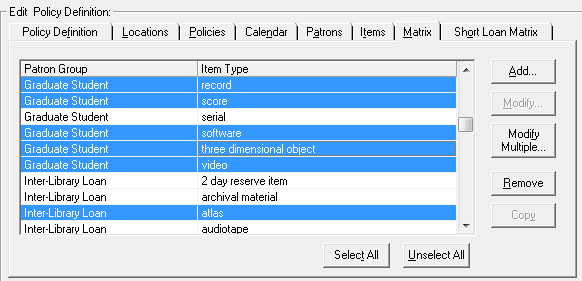 Edit Policy Definition:
Policy Definition Locations Policies Calendar Patrons Items Matrix Short Loan Matrix
Patron Group Item Type
Graduate Student record
Graduate Student score
Graduate Student serial
Graduate Student software
Graduate Student three dimensional object
Graduate Student video
Inter-Library Loan 2 day reserve item
Inter-Library Loan archival material
Inter-Library Loan atlas
Inter-Library Loan audiotape
Add...
Modify...
Modify
Multiple...
Remove
Copy
Select All Unselect All